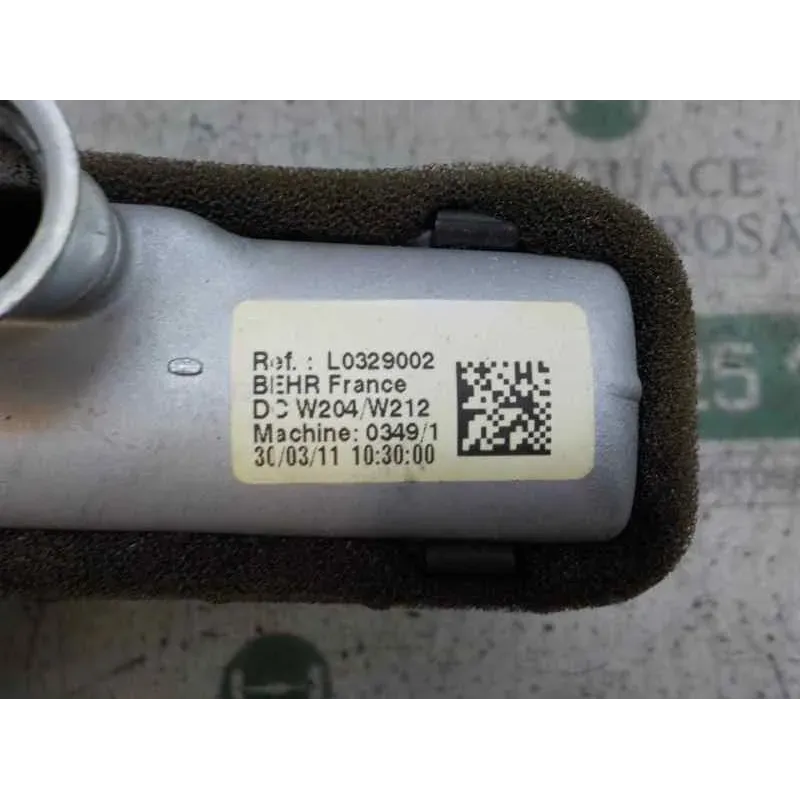 Ref. : L0329002
BEHR France
DC W204/W212
Machine: 0349/1
30/03/11 10:30:00